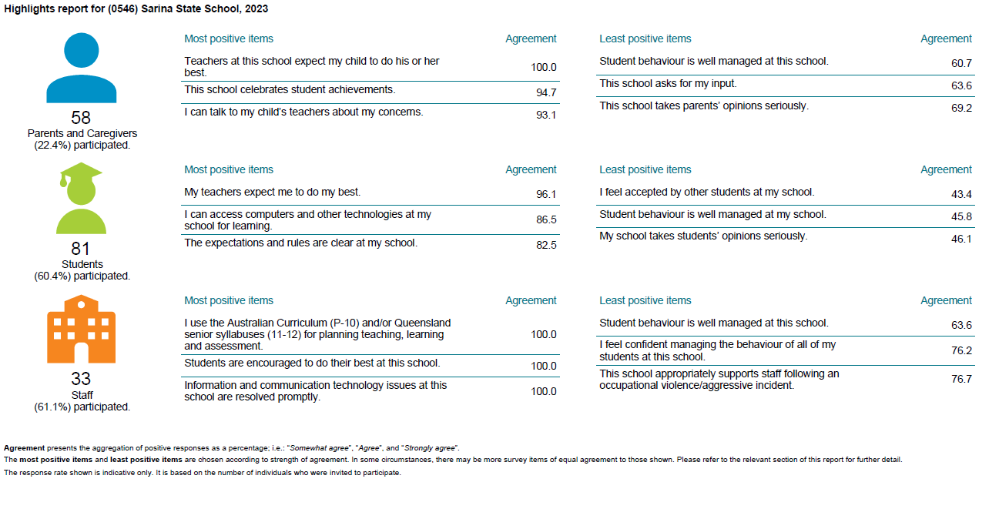 Highlights report for (0546) Sarina State School, 2023
58
Parents and Caregivers
(22.4%) participated.
Most positive items Agreement
Teachers at this school expect my child to do his or her
best. 100.0
This school celebrates student achievements. 94.7
I can talk to my child's teachers about my concerns. 93.1
Least positive items Agreement
Student behaviour is well managed at this school. 60.7
This school asks for my input. 63.6
This school takes parents' opinions seriously. 69.2
81
Students
(60.4%) participated.
Most positive items Agreement
My teachers expect me to do my best. 96.1
I can access computers and other technologies at my
school for learning. 86.5
The expectations and rules are clear at my school. 82.5
Least positive items Agreement
I feel accepted by other students at my school. 43.4
Student behaviour is well managed at my school. 45.8
My school takes students' opinions seriously. 46.1
33
Staff
(61.1%) participated.
Most positive items Agreement
I use the Australian Curriculum (P-10) and/or Queensland
senior syllabuses (11-12) for planning teaching, learning
and assessment. 100.0
Students are encouraged to do their best at this school. 100.0
Information and communication technology issues at this
school are resolved promptly. 100.0
Least positive items Agreement
Student behaviour is well managed at this school. 63.6
I feel confident managing the behaviour of all of my
students at this school. 76.2
This school appropriately supports staff following an
occupational violence/aggressive incident. 76.7
Agreement presents the aggregation of positive responses as a percentage; i.e.: "Somewhat agree", "Agree", and "Strongly agree".
The most positive items and least positive items are chosen according to strength of agreement. In some circumstances, there may be more survey items of equal agreement to those shown. Please refer to the relevant section of this report for further detail.
The response rate shown is indicative only. It is based on the number of individuals who were invited to participate.